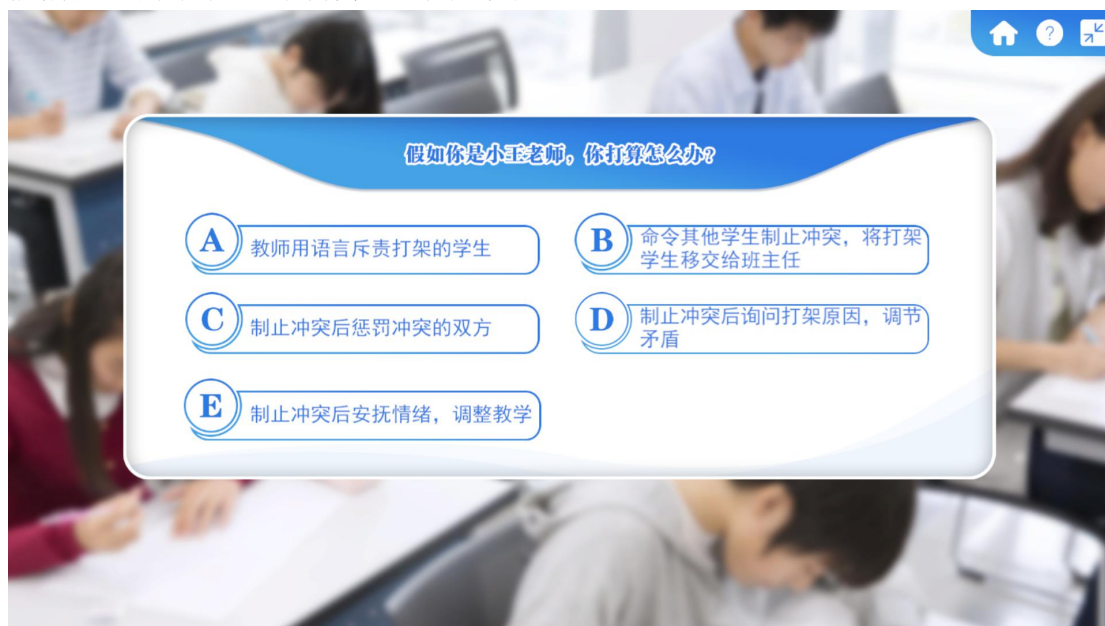 假如你是小王老师，你打算怎么办？
A
教师用语言斥责打架的学生
B
命令其他学生制止冲突，将打架
学生移交给班主任
C
制止冲突后惩罚冲突的双方
D
制止冲突后询问打架原因，调节
矛盾
E
制止冲突后安抚情绪，调整教学